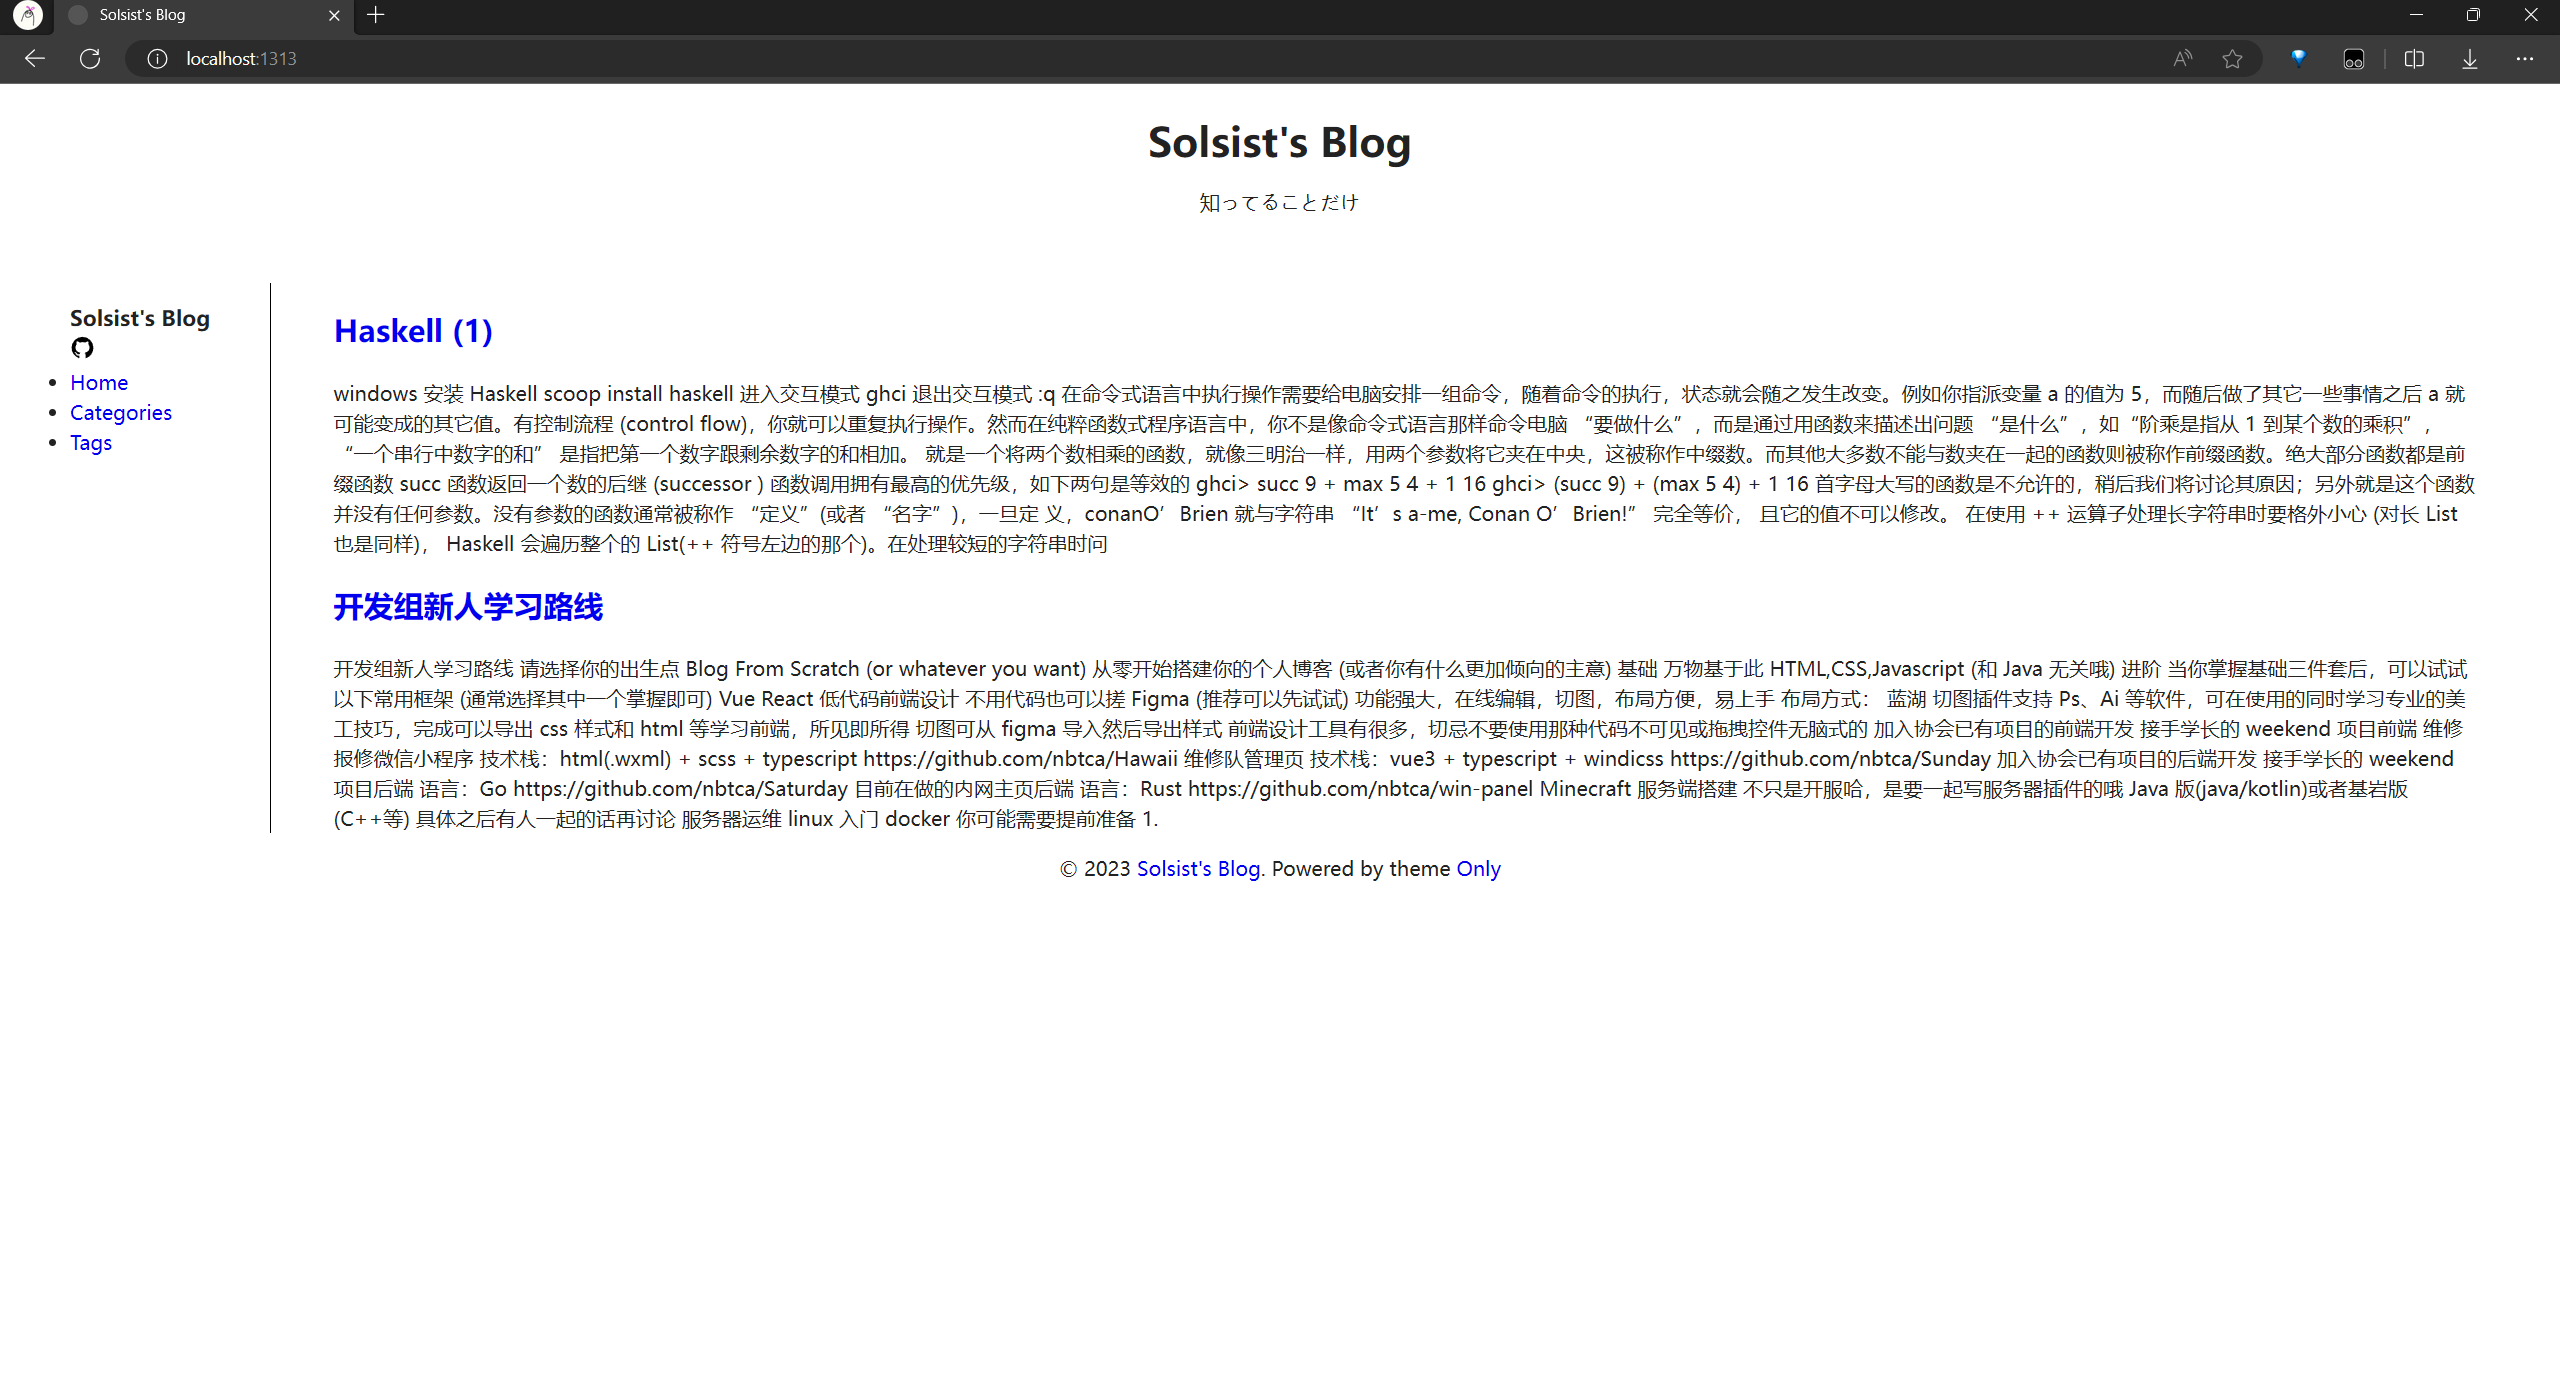 Solsist's Blog
localhost:1313
Solsist's Blog
知ってることだけ
Solsist's Blog
Home
Categories
Tags
Haskell (1)
windows 安装 Haskell scoop install haskell 进入交互模式 ghci 退出交互模式 :q 在命令式语言中执行操作需要给电脑安排一组命令，随着命令的执行，状态就会随之发生改变。例如你指派变量 a 的值为 5，而随后做了其它一些事情之后 a 就
可能变成的其它值。有控制流程 (control flow)，你就可以重复执行操作。然而在纯粹函数式程序语言中，你不是像命令式语言那样命令电脑 “要做什么”，而是通过用函数来描述出问题 “是什么”，如“阶乘是指从 1 到某个数的乘积”，
“一个串行中数字的和” 是指把第一个数字跟剩余数字的和相加。 就是一个将两个数相乘的函数，就像三明治一样，用两个参数将它夹在中央，这被称作中缀数。而其他大多数不能与数夹在一起的函数则被称作前缀函数。绝大部分函数都是前
缀函数 succ 函数返回一个数的后继 (successor ) 函数调用拥有最高的优先级，如下两句是等效的 ghci> succ 9 + max 5 4 + 1 16 ghci> (succ 9) + (max 5 4) + 1 16 首字母大写的函数是不允许的，稍后我们将讨论其原因；另外就是这个函数
并没有任何参数。没有参数的函数通常被称作 “定义”(或者 “名字”)，一旦定 义，conanO’Brien 就与字符串 “It’s a-me, Conan O’Brien!” 完全等价， 且它的值不可以修改。 在使用 ++ 运算子处理长字符串时要格外小心 (对长 List
也是同样)， Haskell 会遍历整个的 List(++ 符号左边的那个)。在处理较短的字符串时问
开发组新人学习路线
开发组新人学习路线 请选择你的出生点 Blog From Scratch (or whatever you want) 从零开始搭建你的个人博客 (或者你有什么更加倾向的主意) 基础 万物基于此 HTML,CSS,Javascript (和 Java 无关哦) 进阶 当你掌握基础三件套后，可以试试
以下常用框架 (通常选择其中一个掌握即可) Vue React 低代码前端设计 不用代码也可以搓 Figma (推荐可以先试试) 功能强大，在线编辑，切图，布局方便，易上手 布局方式： 蓝湖 切图插件支持 Ps、Ai 等软件，可在使用的同时学习专业的美
工技巧，完成可以导出 css 样式和 html 等学习前端，所见即所得 切图可从 figma 导入然后导出样式 前端设计工具有很多，切忌不要使用那种代码不可见或拖拽控件无脑式的 加入协会已有项目的前端开发 接手学长的 weekend 项目前端 维修
报修微信小程序 技术栈：html(.wxml) + scss + typescript https://github.com/nbtca/Hawaii 维修队管理页 技术栈：vue3 + typescript + windicss https://github.com/nbtca/Sunday 加入协会已有项目的后端开发 接手学长的 weekend
项目后端 语言：Go https://github.com/nbtca/Saturday 目前在做的内网主页后端 语言：Rust https://github.com/nbtca/win-panel Minecraft 服务端搭建 不只是开服哈，是要一起写服务器插件的哦 Java 版(java/kotlin)或者基岩版
(C++等) 具体之后有人一起的话再讨论 服务器运维 linux 入门 docker 你可能需要提前准备 1.
© 2023 Solsist's Blog. Powered by theme Only